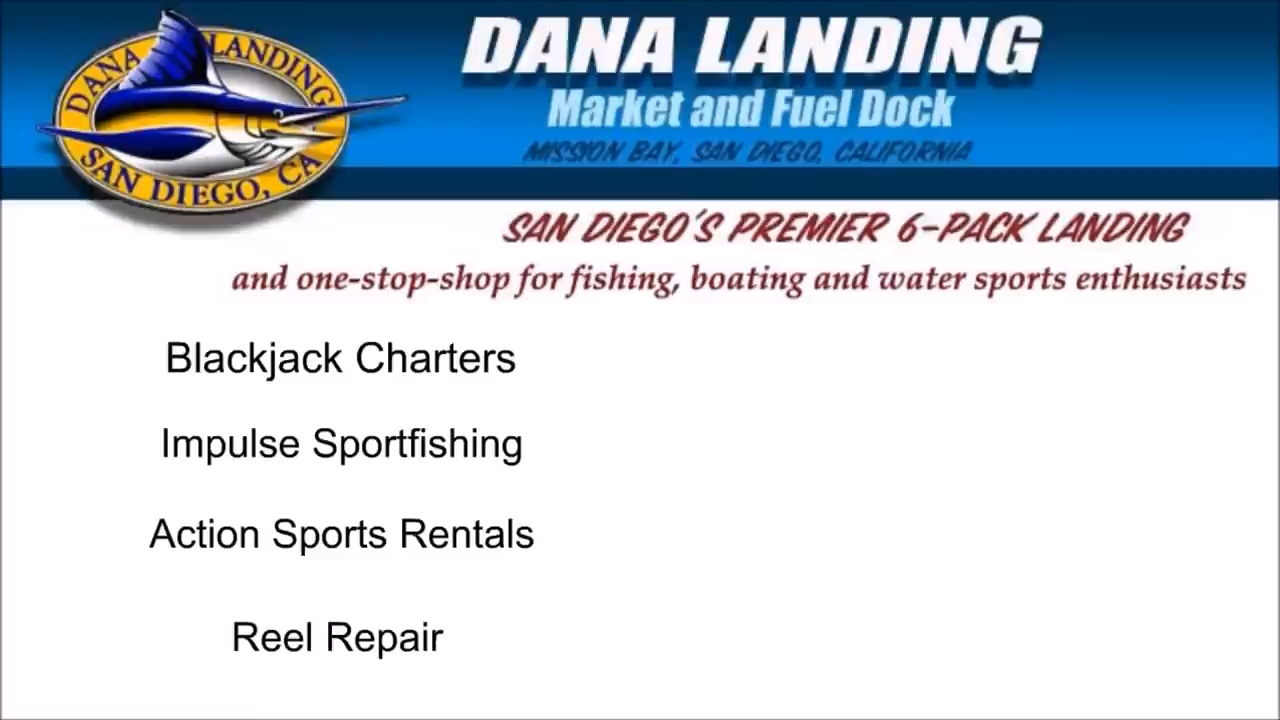 DANA LANDING
SAN DIEGO, CA
DANA LANDING
Market and Fuel Dock
MISSION BAY, SAN DIEGO, CALIFORNIA
SAN DIEGO'S PREMIER 6-PACK LANDING
and one-stop-shop for fishing, boating and water sports enthusiasts
Blackjack Charters
Impulse Sportfishing
Action Sports Rentals
Reel Repair